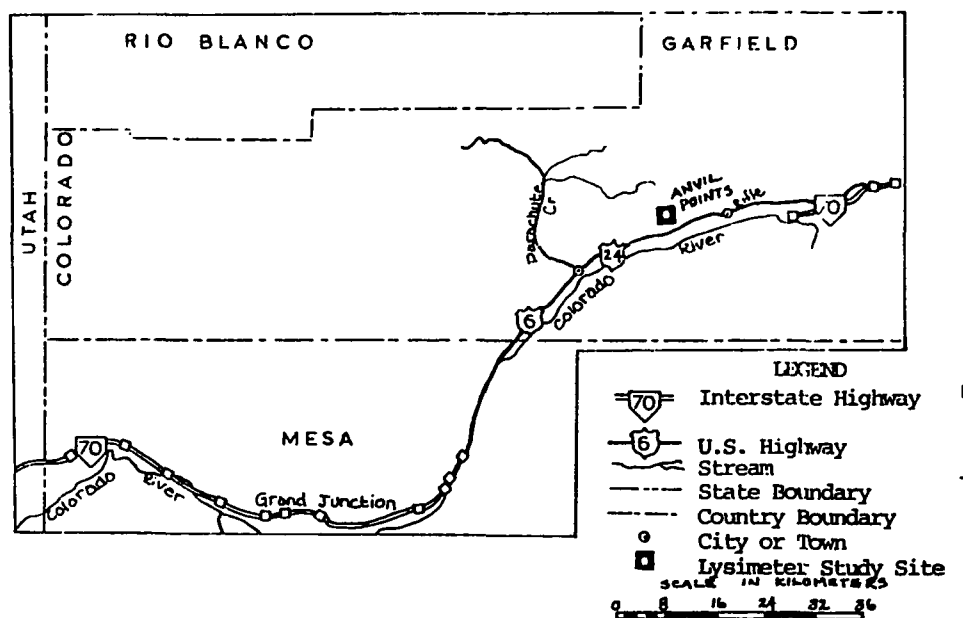 RIO BLANCO
GARFIELD
UTAH
COLORADO
Parachute Cr
ANVIL
POINTS
Rifle
70
24
River
Colorado
6
MESA
70
Colorado
River
Grand Junction
LEGEND
70 Interstate Highway
6 U.S. Highway
Stream
State Boundary
Country Boundary
City or Town
Lysimeter Study Site
SCALE IN KILOMETERS
0 8 16 24 32 36